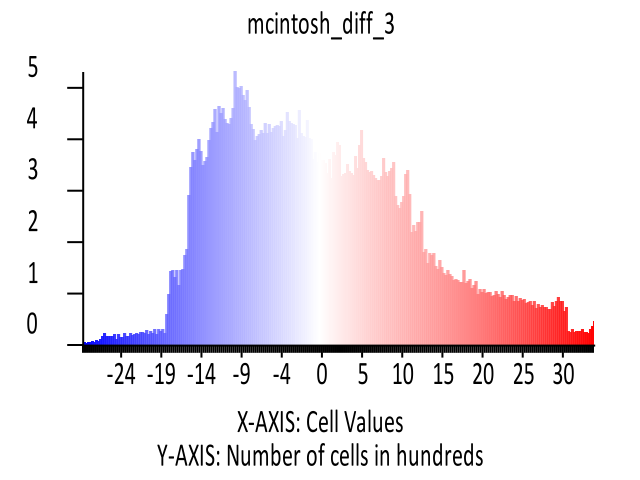 mcintosh_diff_3
5
4
3
2
1
0
-24 -19 -14 -9 -4 0 5 10 15 20 25 30
X-AXIS: Cell Values
Y-AXIS: Number of cells in hundreds